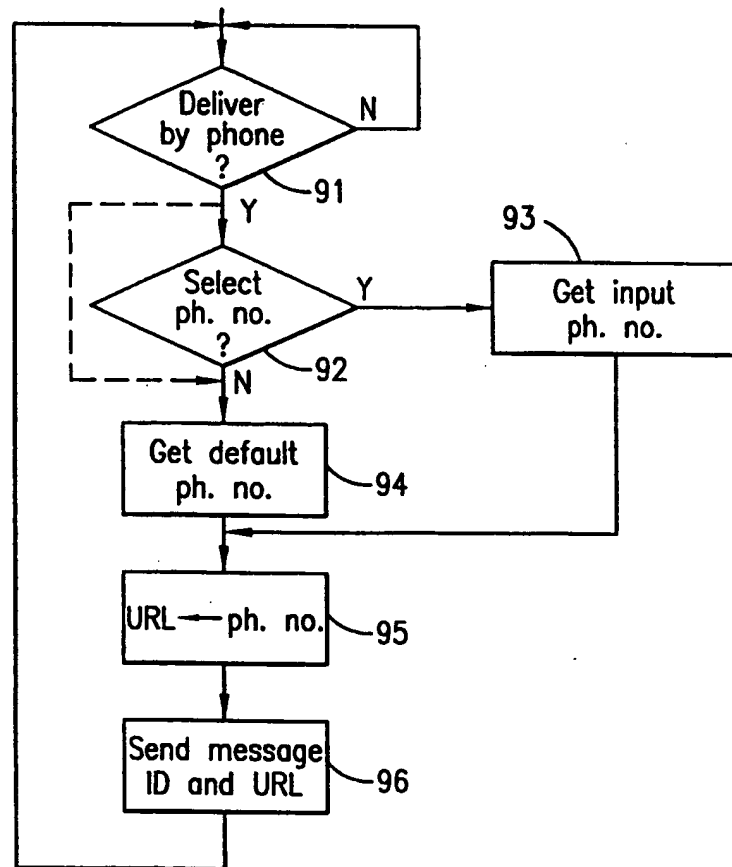 Deliver
by phone
?
N
91
Y
Select
ph. no.
?
Y
92
N
93
Get input
ph. no.
Get default
ph. no.
94
URL ← ph. no.
95
Send message
ID and URL
96